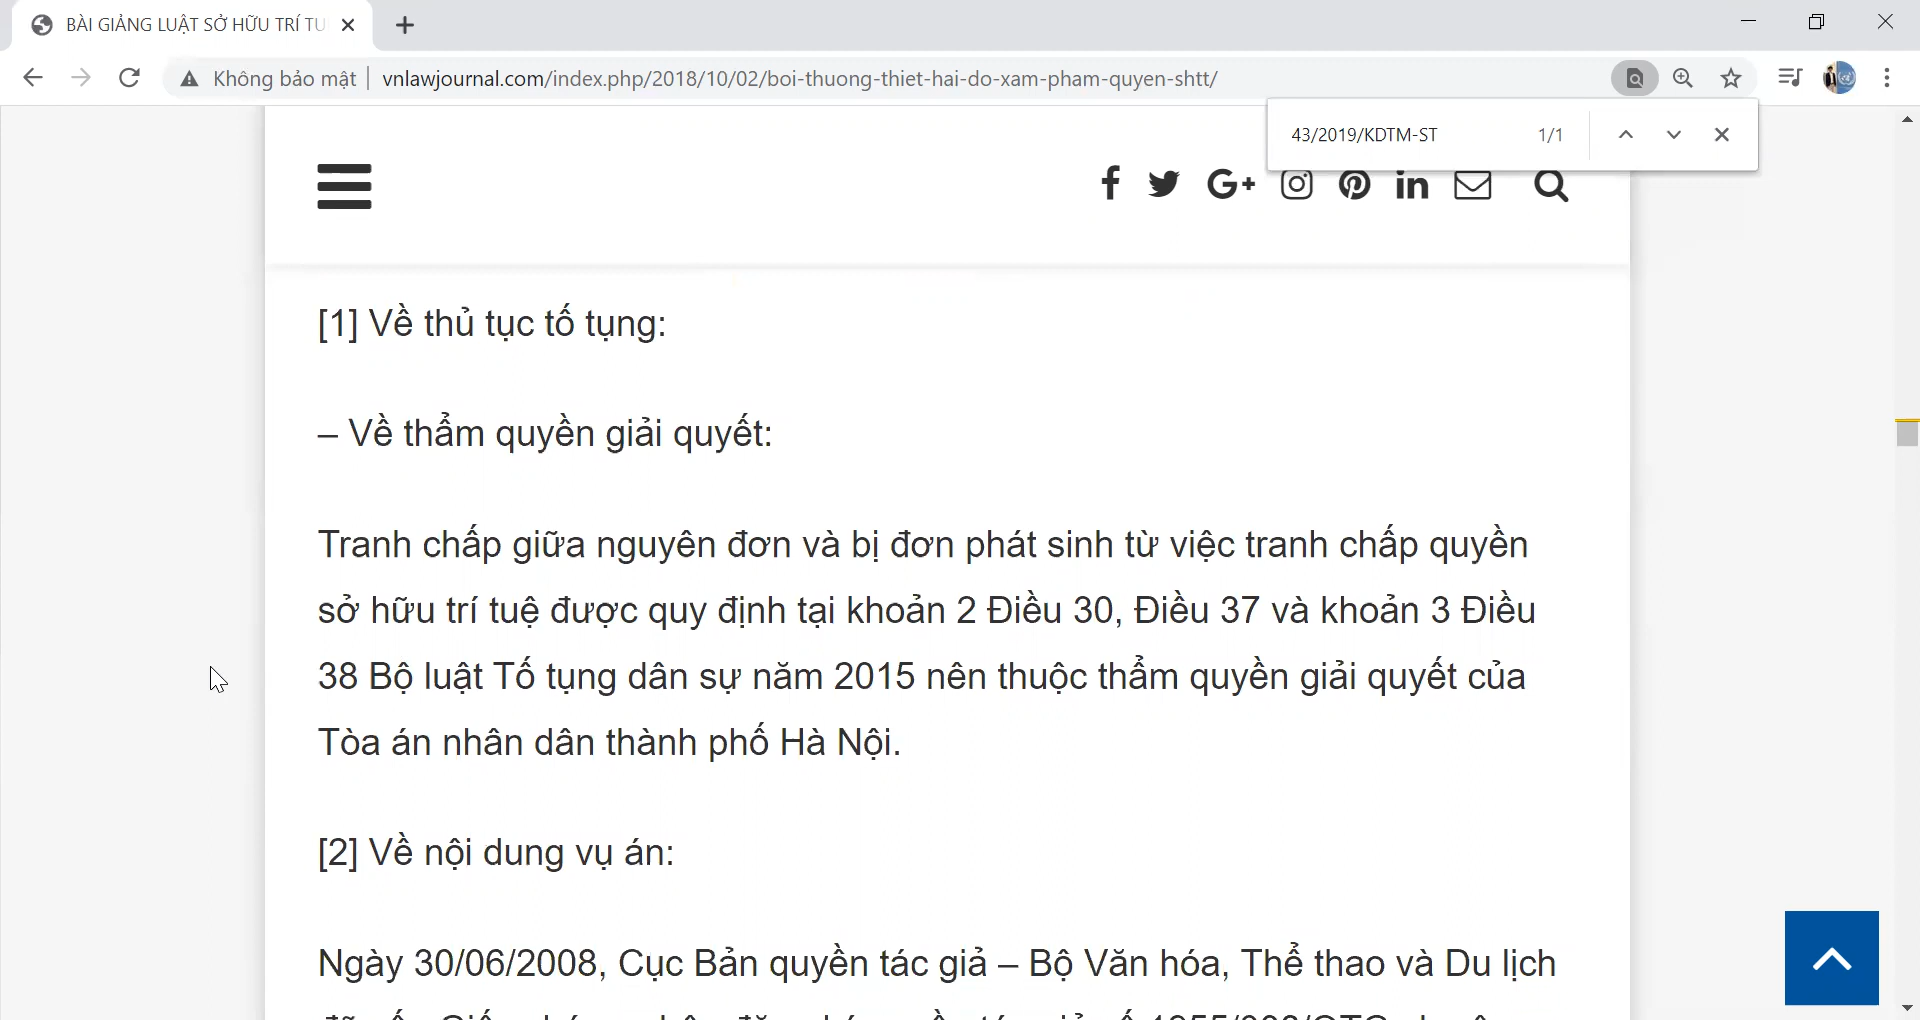 BÀI GIẢNG LUẬT SỞ HỮU TRÍ TU
Không bảo mật
vnlawjournal.com/index.php/2018/10/02/boi-thuong-thiet-hai-do-xam-pham-quyen-shtt/
43/2019/KDTM-ST 1/1
[1] Về thủ tục tố tụng:
– Về thẩm quyền giải quyết:
Tranh chấp giữa nguyên đơn và bị đơn phát sinh từ việc tranh chấp quyền
sở hữu trí tuệ được quy định tại khoản 2 Điều 30, Điều 37 và khoản 3 Điều
38 Bộ luật Tố tụng dân sự năm 2015 nên thuộc thẩm quyền giải quyết của
Tòa án nhân dân thành phố Hà Nội.
[2] Về nội dung vụ án:
Ngày 30/06/2008, Cục Bản quyền tác giả – Bộ Văn hóa, Thể thao và Du lịch